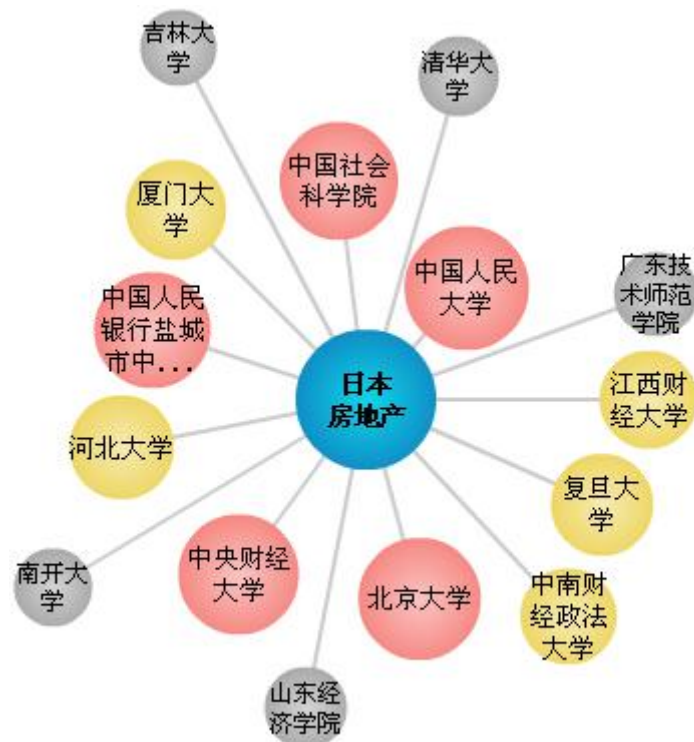 吉林大
学
清华大
学
中国社会
科学院
厦门大
学
中国人民
大学
广东技
术师范
学院
中国人民
银行盐城
市中...
日本
房地产
江西财
经大学
河北大学
复旦大
学
南开大
学
中央财经
大学
北京大学
中南财
经政法
大学
山东经
济学院